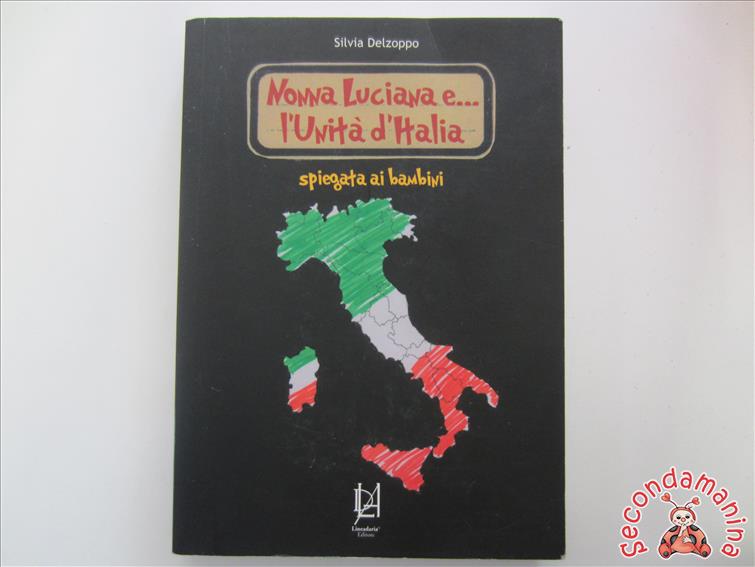 Silvia Delzoppo
Nonna Luciana e...
l'Unità d'Italia
spiegata ai bambini
Lineadaria
Editore
secondamanina